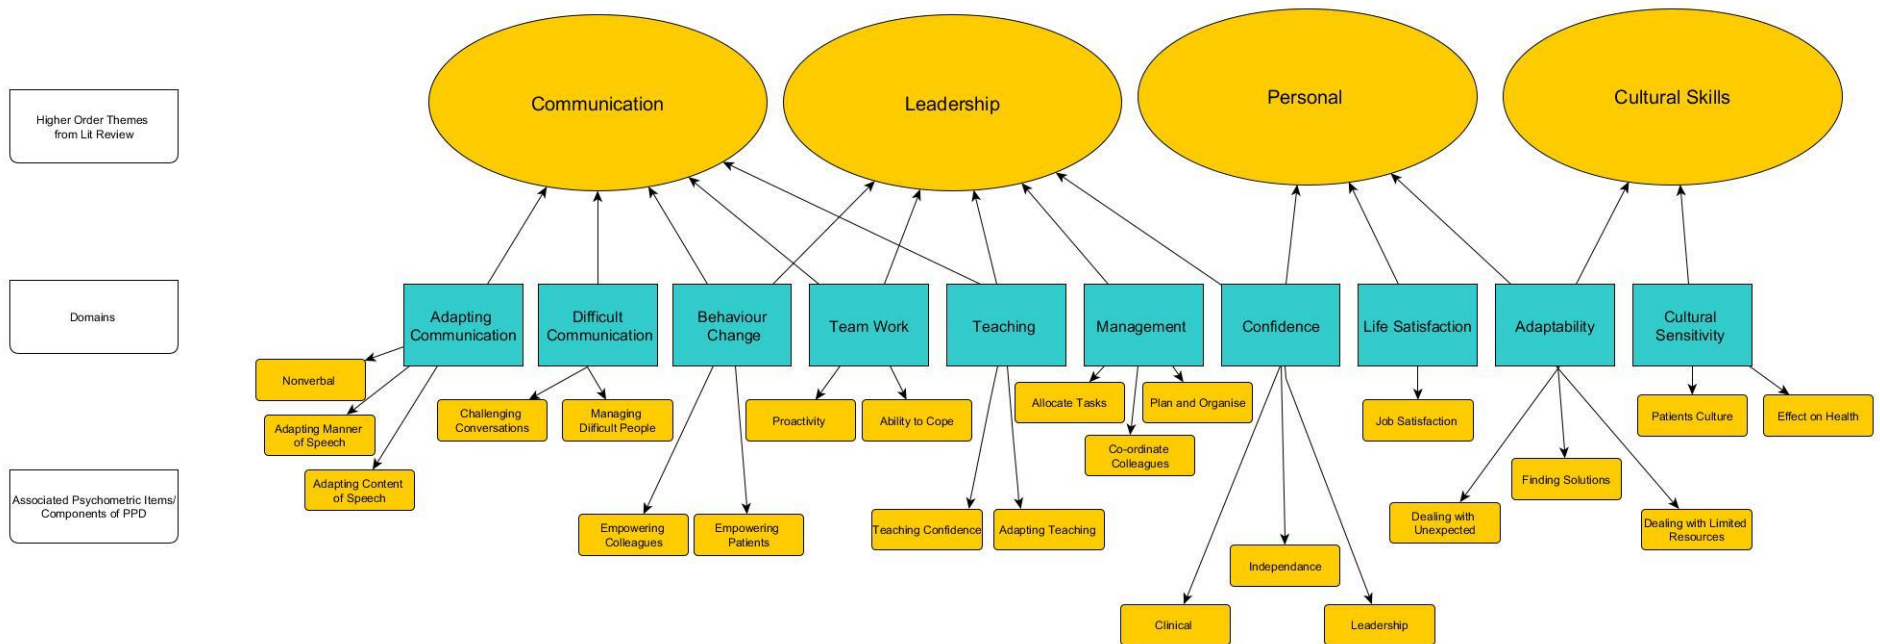 Higher Order Themes
from Lit Review
Communication
Leadership
Personal
Cultural Skills
Domains
Adapting
Communication
Difficult
Communication
Behaviour
Change
Team Work
Teaching
Management
Confidence
Life Satisfaction
Adaptability
Cultural
Sensitivity
Associated Psychometric Items/
Components of PPD
Nonverbal
Adapting Manner
of Speech
Adapting Content
of Speech
Challenging
Conversations
Managing
Difficult People
Empowering
Colleagues
Empowering
Patients
Proactivity
Ability to Cope
Teaching Confidence
Adapting Teaching
Allocate Tasks
Plan and Organise
Co-ordinate
Colleagues
Clinical
Independance
Leadership
Job Satisfaction
Dealing with
Unexpected
Finding Solutions
Dealing with Limited
Resources
Patients Culture
Effect on Health